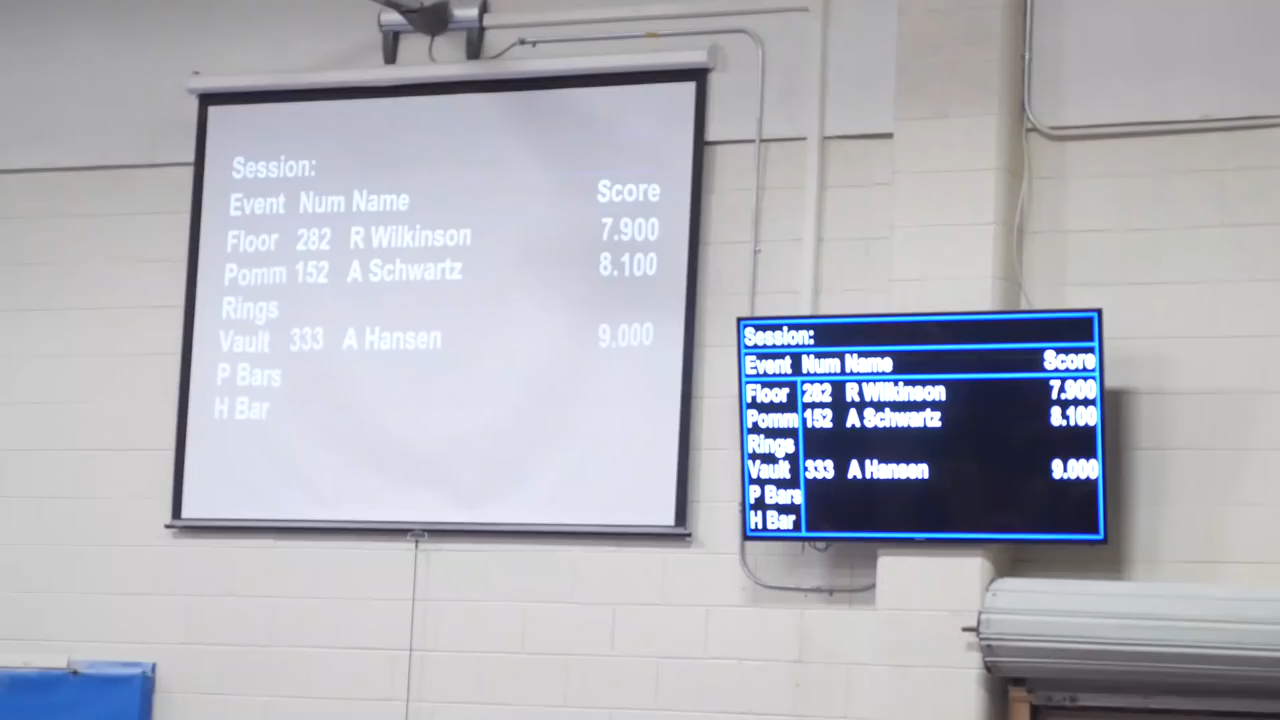 Session:
Event Num Name Score
Floor 282 R Wilkinson 7.900
Pomm 152 A Schwartz 8.100
Rings
Vault 333 A Hansen 9.000
P Bars
H Bar
Session:
Event Num Name Score
Floor 282 R Wilkinson 7.900
Pomm 152 A Schwartz 8.100
Rings
Vault 333 A Hansen 9.000
P Bars
H Bar